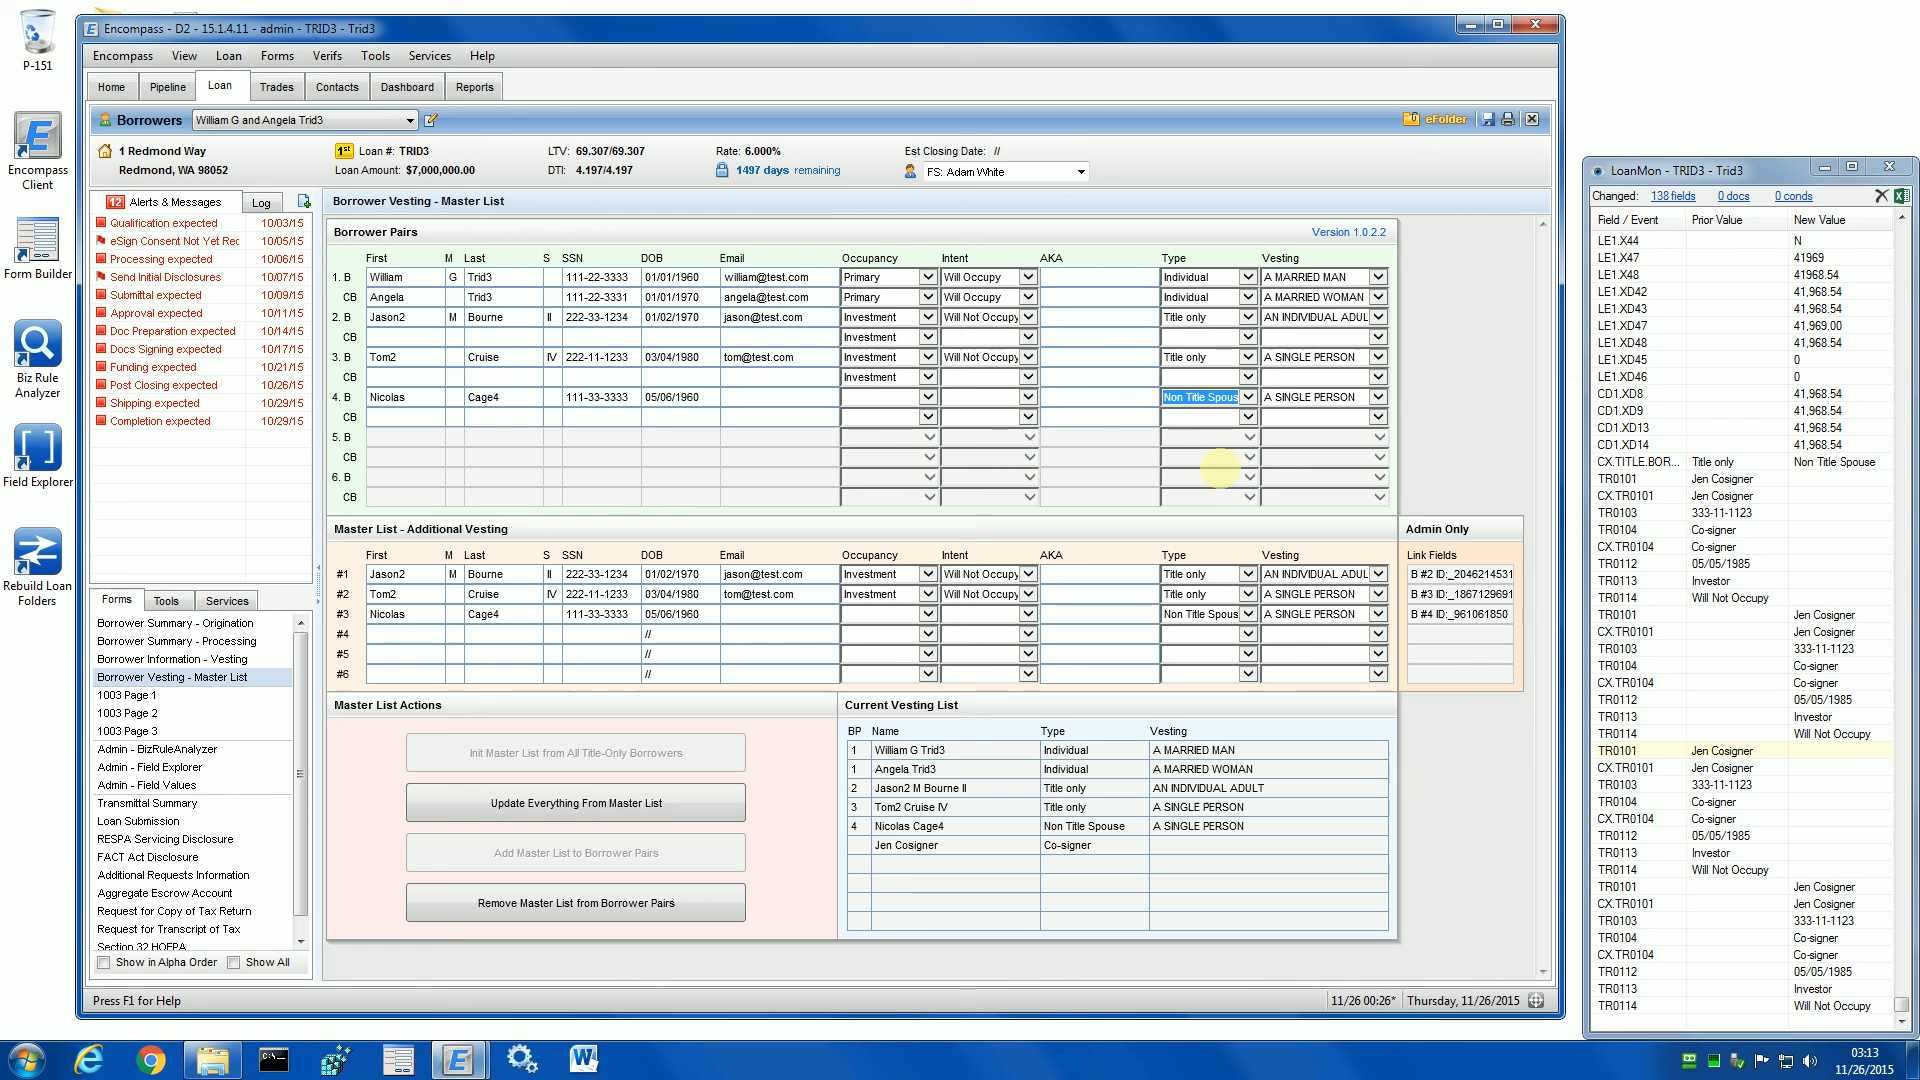 P-151
Encompass Client
Form Builder
Biz Rule Analyzer
Field Explorer
Rebuild Loan Folders
Encompass - D2 - 15.1.4.11 - admin - TRID3 - Trid3
Encompass View Loan Forms Verifs Tools Services Help
Home Pipeline Loan Trades Contacts Dashboard Reports
Borrowers William G and Angela Trid3 eFolder
1 Redmond Way 1st Loan #: TRID3 LTV: 69.307/69.307 Rate: 6.000% Est Closing Date: //
Redmond, WA 98052 Loan Amount: $7,000,000.00 DTI: 4.197/4.197 1497 days remaining FS: Adam White
12 Alerts & Messages Log
Qualification expected 10/03/15
eSign Consent Not Yet Rec 10/05/15
Processing expected 10/06/15
Send Initial Disclosures 10/07/15
Submittal expected 10/09/15
Approval expected 10/11/15
Doc Preparation expected 10/14/15
Docs Signing expected 10/17/15
Funding expected 10/21/15
Post Closing expected 10/26/15
Shipping expected 10/29/15
Completion expected 10/29/15
Forms Tools Services
Borrower Summary - Origination
Borrower Summary - Processing
Borrower Information - Vesting
Borrower Vesting - Master List
1003 Page 1
1003 Page 2
1003 Page 3
Admin - BizRuleAnalyzer
Admin - Field Explorer
Admin - Field Values
Transmittal Summary
Loan Submission
RESPA Servicing Disclosure
FACT Act Disclosure
Additional Requests Information
Aggregate Escrow Account
Request for Copy of Tax Return
Request for Transcript of Tax
Section 32 HOEPA
Show in Alpha Order Show All
Borrower Vesting - Master List
Borrower Pairs Version 1.0.2.2
First M Last S SSN DOB Email Occupancy Intent AKA Type Vesting
1. B William G Trid3 111-22-3333 01/01/1960 william@test.com Primary Will Occupy Individual A MARRIED MAN
CB Angela Trid3 111-22-3331 01/01/1970 angela@test.com Primary Will Occupy Individual A MARRIED WOMAN
2. B Jason2 M Bourne II 222-33-1234 01/02/1970 jason@test.com Investment Will Not Occupy Title only AN INDIVIDUAL ADUL
CB Investment
3. B Tom2 Cruise IV 222-11-1233 03/04/1980 tom@test.com Investment Will Not Occupy Title only A SINGLE PERSON
CB Investment
4. B Nicolas Cage4 111-33-3333 05/06/1960 Non Title Spous A SINGLE PERSON
CB
5. B
CB
6. B
CB
Master List - Additional Vesting Admin Only
First M Last S SSN DOB Email Occupancy Intent AKA Type Vesting Link Fields
#1 Jason2 M Bourne II 222-33-1234 01/02/1970 jason@test.com Investment Will Not Occupy Title only AN INDIVIDUAL ADUL B #2 ID:_2046214531
#2 Tom2 Cruise IV 222-11-1233 03/04/1980 tom@test.com Investment Will Not Occupy Title only A SINGLE PERSON B #3 ID:_1867129691
#3 Nicolas Cage4 111-33-3333 05/06/1960 Non Title Spous A SINGLE PERSON B #4 ID:_961061850
#4 //
#5 //
#6 //
Master List Actions
Init Master List from All Title-Only Borrowers
Update Everything From Master List
Add Master List to Borrower Pairs
Remove Master List from Borrower Pairs
Current Vesting List
BP Name Type Vesting
1 William G Trid3 Individual A MARRIED MAN
1 Angela Trid3 Individual A MARRIED WOMAN
2 Jason2 M Bourne II Title only AN INDIVIDUAL ADULT
3 Tom2 Cruise IV Title only A SINGLE PERSON
4 Nicolas Cage4 Non Title Spouse A SINGLE PERSON
Jen Cosigner Co-signer
Press F1 for Help 11/26 00:26* Thursday, 11/26/2015
LoanMon - TRID3 - Trid3
Changed: 138 fields 0 docs 0 conds
Field / Event Prior Value New Value
LE1.X44 N
LE1.X47 41969
LE1.X48 41968.54
LE1.XD42 41,968.54
LE1.XD43 41,968.54
LE1.XD47 41,969.00
LE1.XD48 41,968.54
LE1.XD45 0
LE1.XD46 0
CD1.XD8 41,968.54
CD1.XD9 41,968.54
CD1.XD13 41,968.54
CD1.XD14 41,968.54
CX.TITLE.BOR... Title only Non Title Spouse
TR0101 Jen Cosigner
CX.TR0101 Jen Cosigner
TR0103 333-11-1123
TR0104 Co-signer
CX.TR0104 Co-signer
TR0112 05/05/1985
TR0113 Investor
TR0114 Will Not Occupy
TR0101 Jen Cosigner
CX.TR0101 Jen Cosigner
TR0103 333-11-1123
TR0104 Co-signer
CX.TR0104 Co-signer
TR0112 05/05/1985
TR0113 Investor
TR0114 Will Not Occupy
TR0101 Jen Cosigner
CX.TR0101 Jen Cosigner
TR0103 333-11-1123
TR0104 Co-signer
CX.TR0104 Co-signer
TR0112 05/05/1985
TR0113 Investor
TR0114 Will Not Occupy
TR0101 Jen Cosigner
CX.TR0101 Jen Cosigner
TR0103 333-11-1123
TR0104 Co-signer
CX.TR0104 Co-signer
TR0112 05/05/1985
TR0113 Investor
TR0114 Will Not Occupy
03:13
11/26/2015